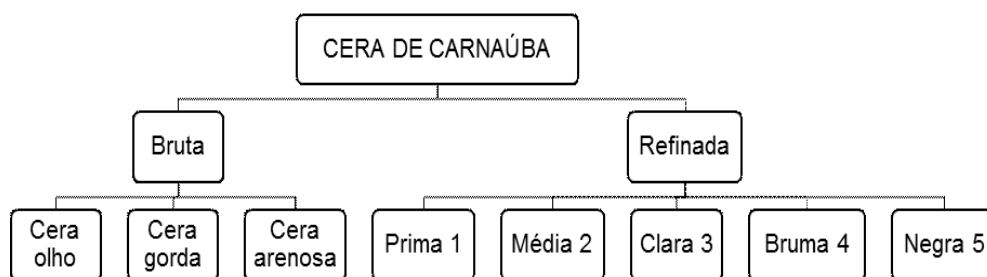 CERA DE CARNAÚBA
Bruta
Refinada
Cera
olho
Cera
gorda
Cera
arenosa
Prima 1
Média 2
Clara 3
Bruma 4
Negra 5